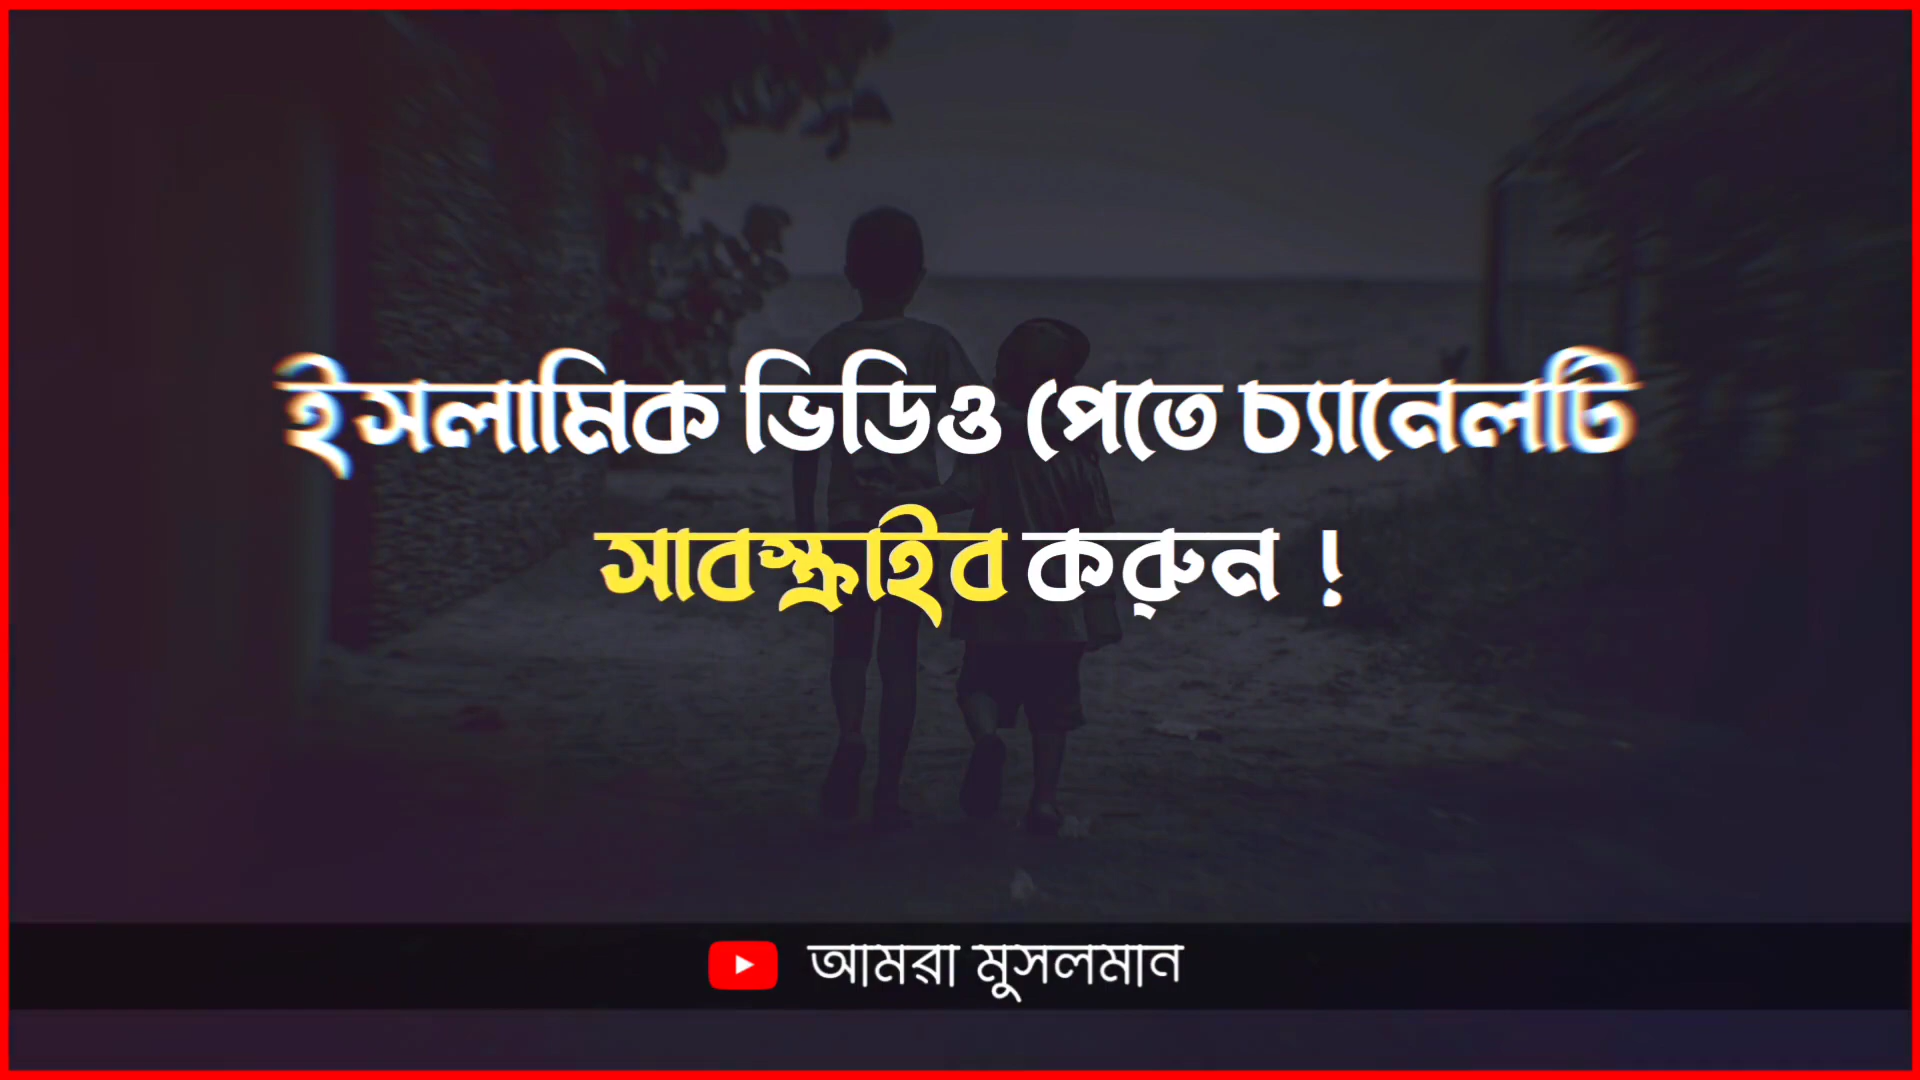 ইসলামিক ভিডিও পেতে চ্যানেলটি
সাবস্ক্রাইব করুন !
আমরা মুসলমান